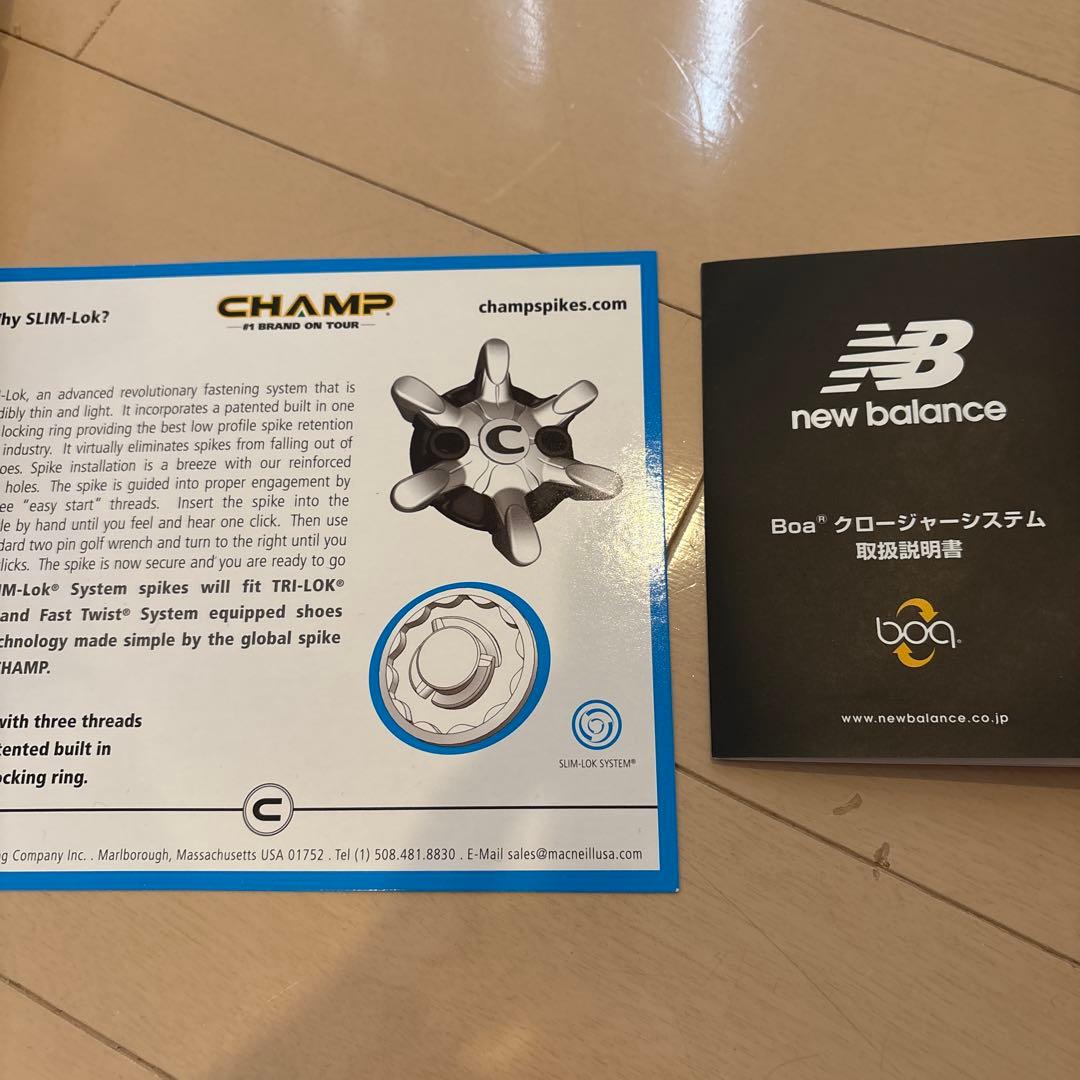 hy SLIM-Lok?
CHAMP
#1 BRAND ON TOUR
champspikes.com
-Lok, an advanced revolutionary fastening system that is
dibly thin and light. It incorporates a patented built in one
locking ring providing the best low profile spike retention
industry. It virtually eliminates spikes from falling out of
oes. Spike installation is a breeze with our reinforced
holes. The spike is guided into proper engagement by
ee "easy start" threads. Insert the spike into the
le by hand until you feel and hear one click. Then use
dard two pin golf wrench and turn to the right until you
licks. The spike is now secure and you are ready to go
IM-Lok® System spikes will fit TRI-LOK®
and Fast Twist® System equipped shoes
chnology made simple by the global spike
CHAMP.
with three threads
tented built in
ocking ring.
C
SLIM-LOK SYSTEM®
C
ng Company Inc. . Marlborough, Massachusetts USA 01752 . Tel (1) 508.481.8830 . E-Mail sales@macneillusa.com
NB
new balance
Boa® クロージャーシステム
取扱説明書
boa
www.newbalance.co.jp